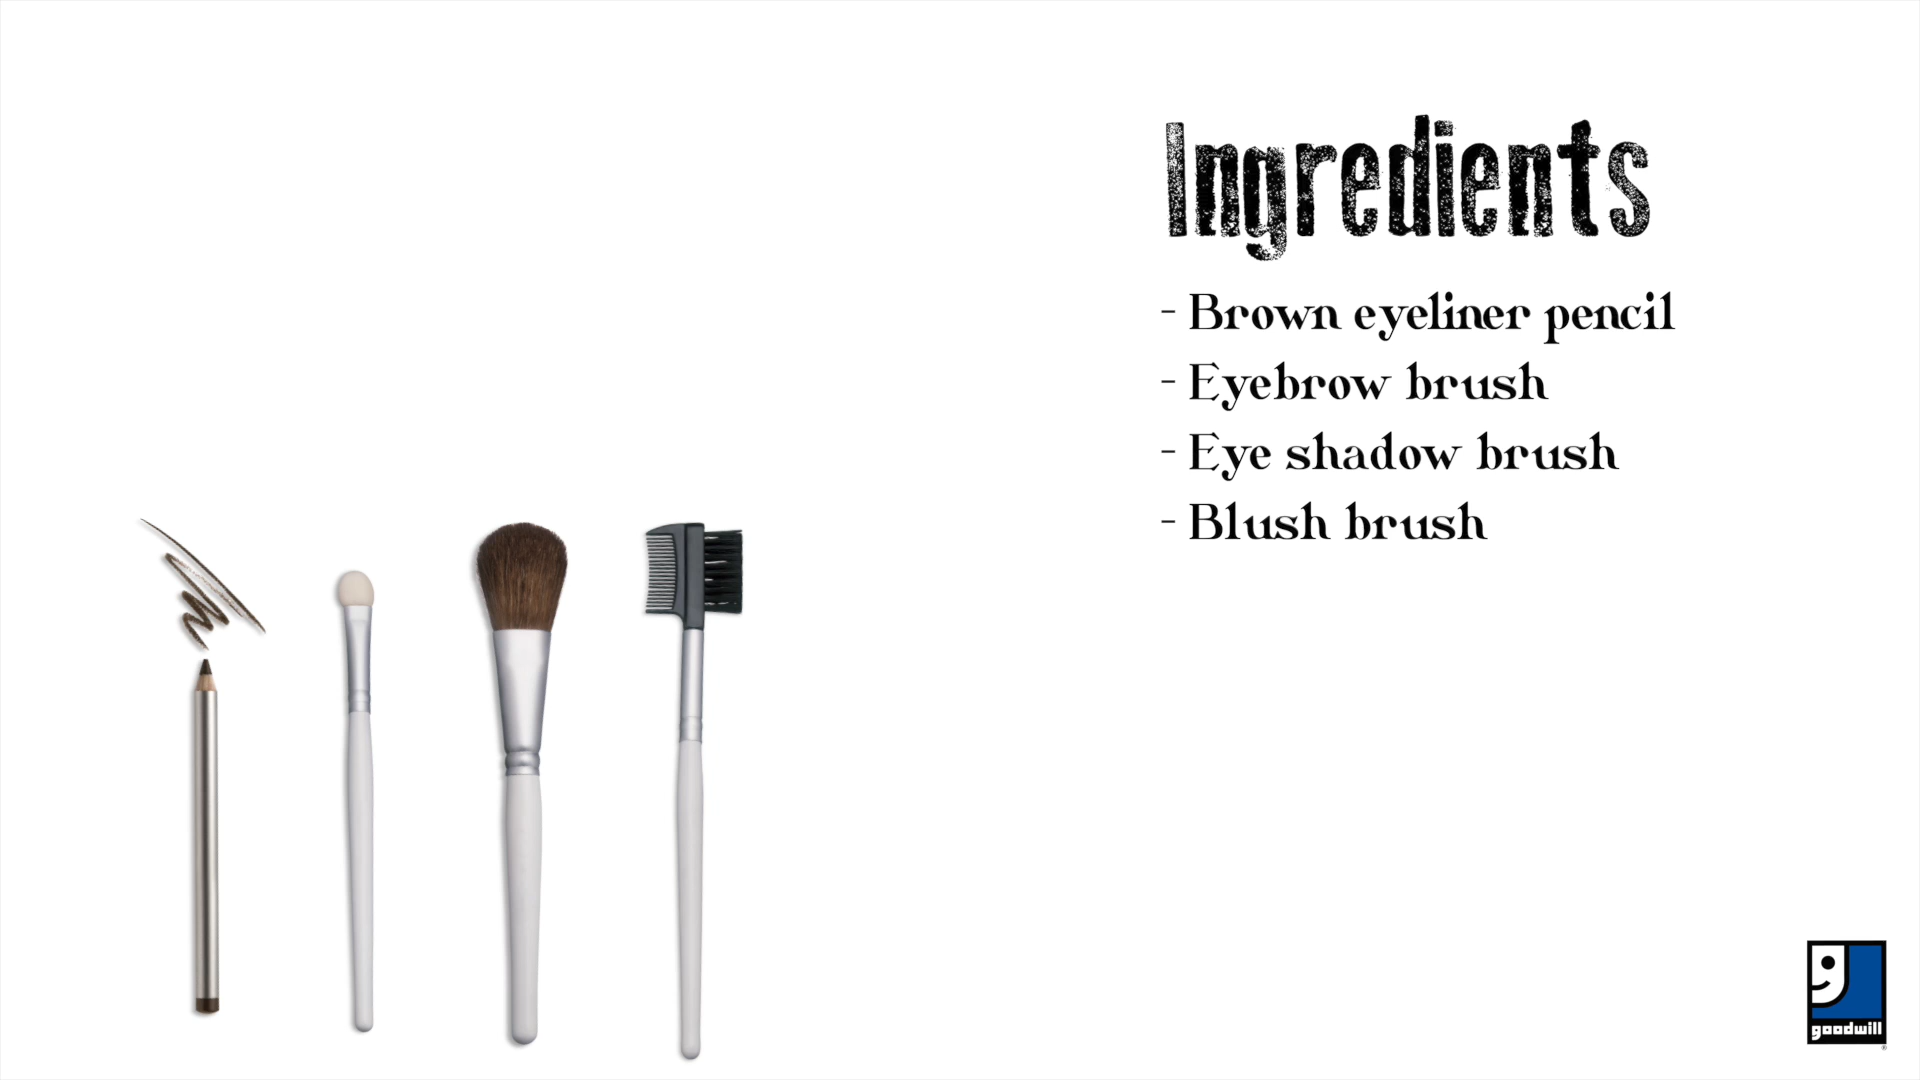 Ingredients
- Brown eyeliner pencil
- Eyebrow brush
- Eye shadow brush
- Blush brush
goodwill
®